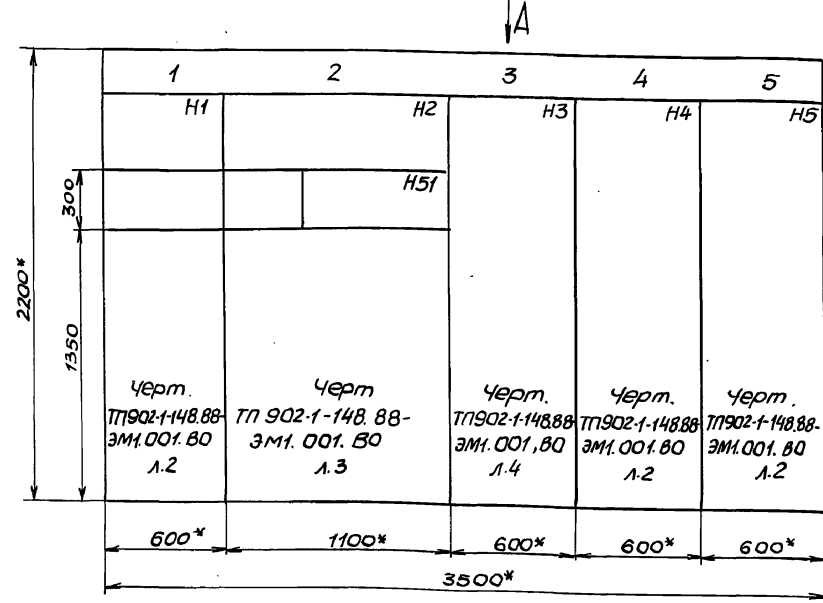 А
1 2 3 4 5
Н1 Н2 Н3 Н4 Н5
Н51
300
2200*
1350
Черт.
ТП902-1-148.88-
ЭМ1.001.ВО
л.2
Черт
ТП 902-1-148. 88-
ЭМ1. 001. ВО
л.3
Черт.
ТП902-1-148.88-
ЭМ1.001,ВО
л.4
Черт.
ТП902-1-148.88-
ЭМ1.001.ВО
л.2
Черт.
ТП902-1-148.88-
ЭМ1.001.ВО
л.2
600* 1100* 600* 600* 600*
3500*